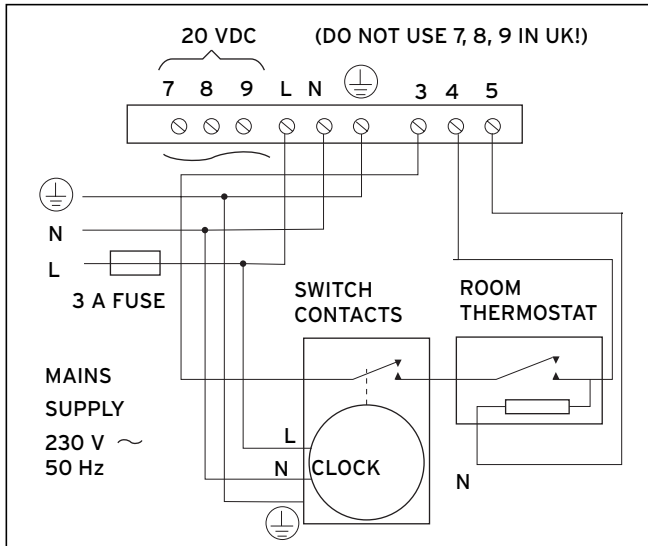 20 VDC (DO NOT USE 7, 8, 9 IN UK!)
7 8 9 L N 3 4 5
N
L
3 A FUSE
SWITCH
CONTACTS
ROOM
THERMOSTAT
MAINS
SUPPLY
230 V ~
50 Hz
L
N CLOCK
N